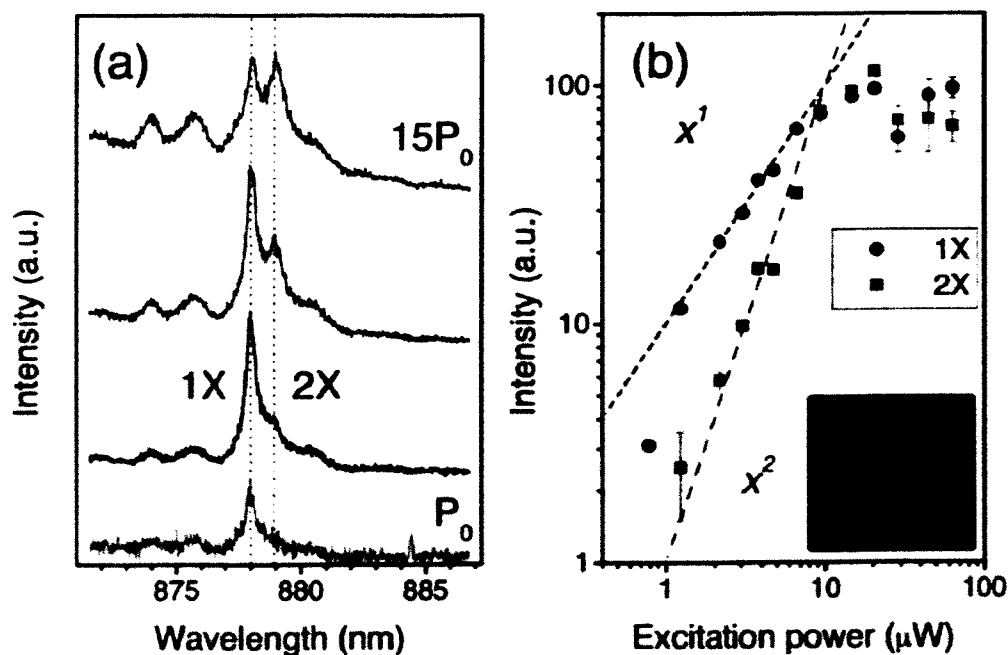 (a)
15P0
1X
2X
P0
Intensity (a.u.)
875
880
885
Wavelength (nm)
(b)
x1
1X
2X
x2
Intensity (a.u.)
100
10
1
1
10
100
Excitation power (μW)